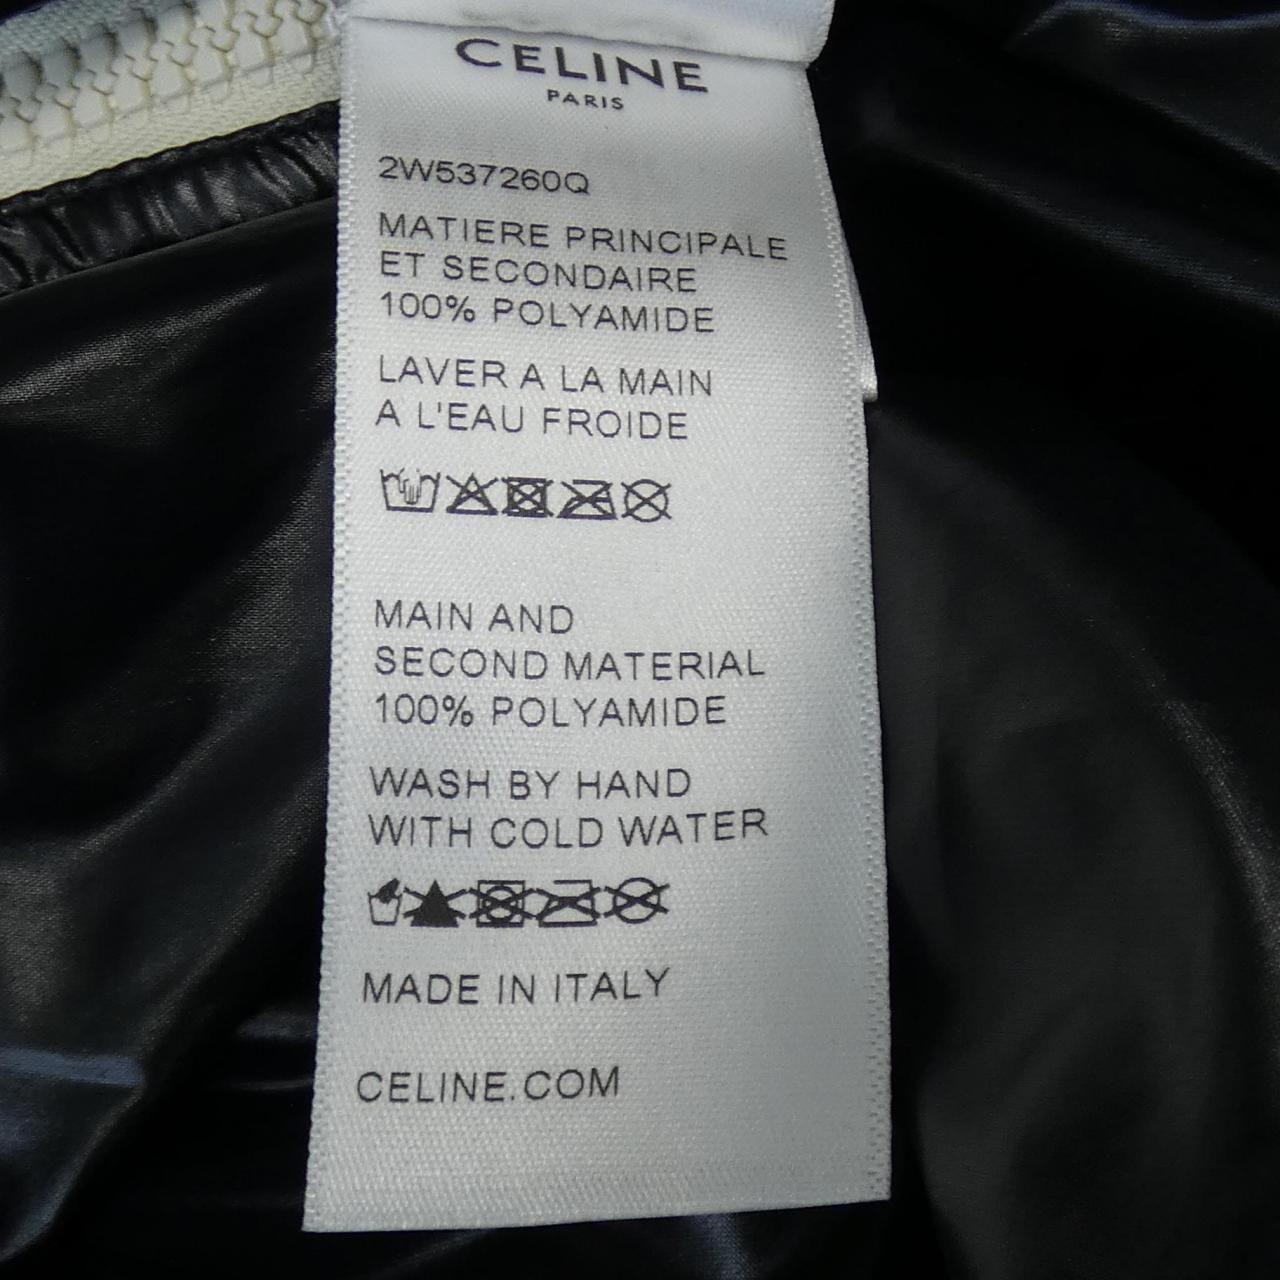 CELINE
PARIS
2W537260Q
MATIERE PRINCIPALE
ET SECONDAIRE
100% POLYAMIDE
LAVER A LA MAIN
A L'EAU FROIDE
MAIN AND
SECOND MATERIAL
100% POLYAMIDE
WASH BY HAND
WITH COLD WATER
MADE IN ITALY
CELINE.COM